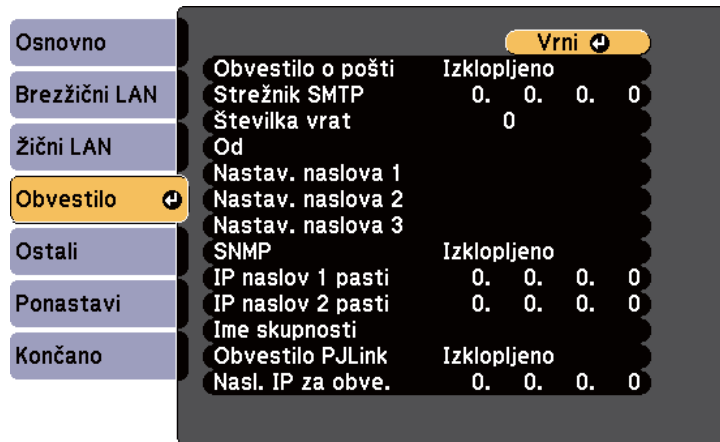 Osnovno
Brezžični LAN
Žični LAN
Obvestilo
Ostali
Ponastavi
Končano
Vrni
Obvestilo o pošti Izklopljeno
Strežnik SMTP 0. 0. 0. 0
Številka vrat 0
Od
Nastav. naslova 1
Nastav. naslova 2
Nastav. naslova 3
SNMP Izklopljeno
IP naslov 1 pasti 0. 0. 0. 0
IP naslov 2 pasti 0. 0. 0. 0
Ime skupnosti
Obvestilo PJLink Izklopljeno
Nasl. IP za obve. 0. 0. 0. 0